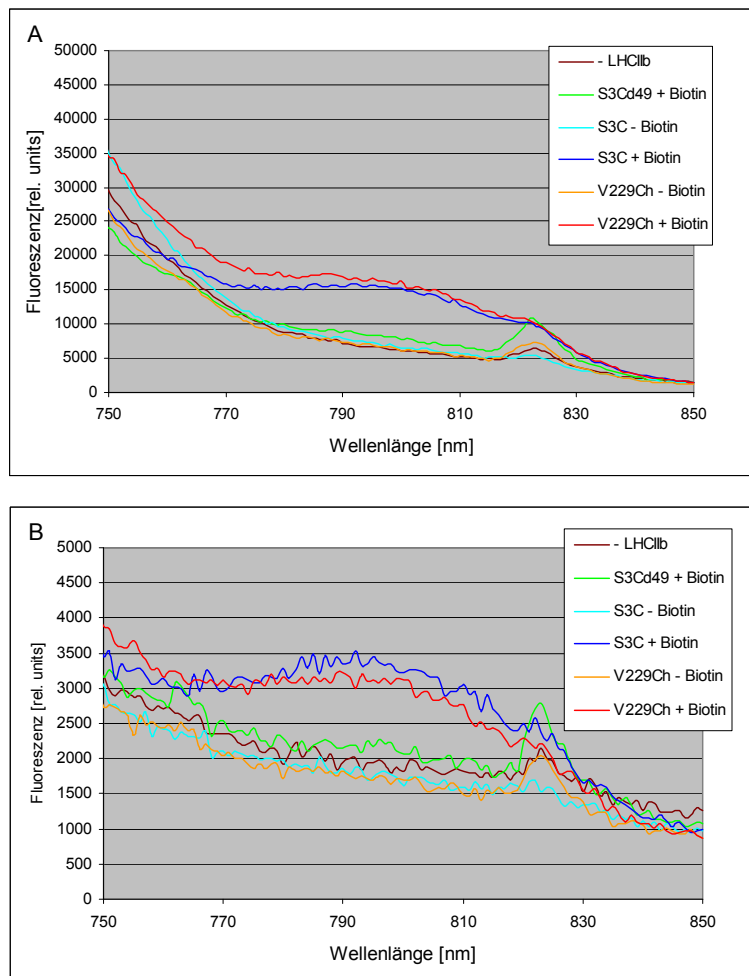 A
50000
45000
40000
35000
30000
25000
20000
15000
10000
5000
0
Fluoreszenz[rel. units]
750 770 790 810 830 850
Wellenlänge [nm]
- LHCIIb
S3Cd49 + Biotin
S3C - Biotin
S3C + Biotin
V229Ch - Biotin
V229Ch + Biotin
B
5000
4500
4000
3500
3000
2500
2000
1500
1000
500
0
Fluoreszenz [rel. units]
750 770 790 810 830 850
Wellenlänge [nm]
- LHCIIb
S3Cd49 + Biotin
S3C - Biotin
S3C + Biotin
V229Ch - Biotin
V229Ch + Biotin